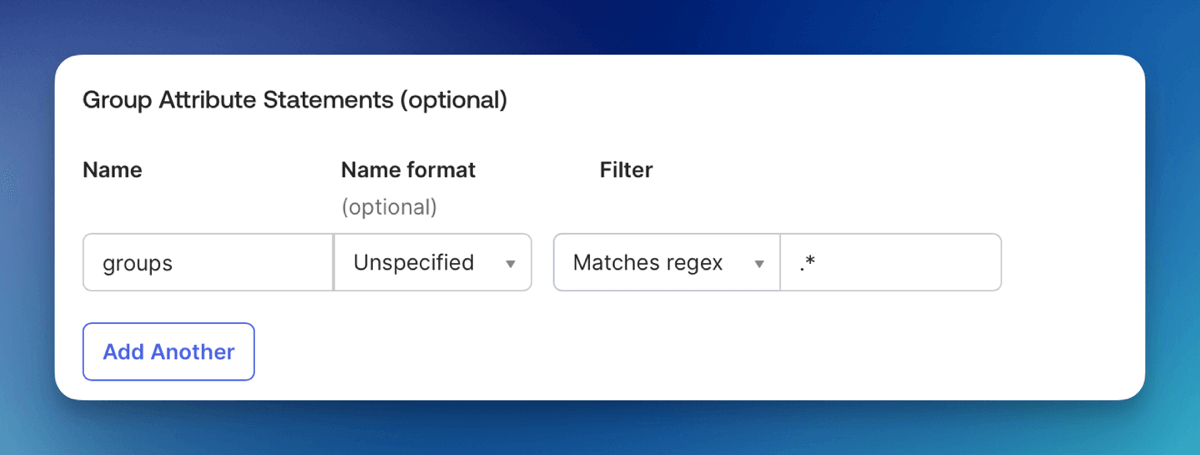 Group Attribute Statements (optional)
Name Name format Filter
(optional)
groups Unspecified Matches regex .*
Add Another